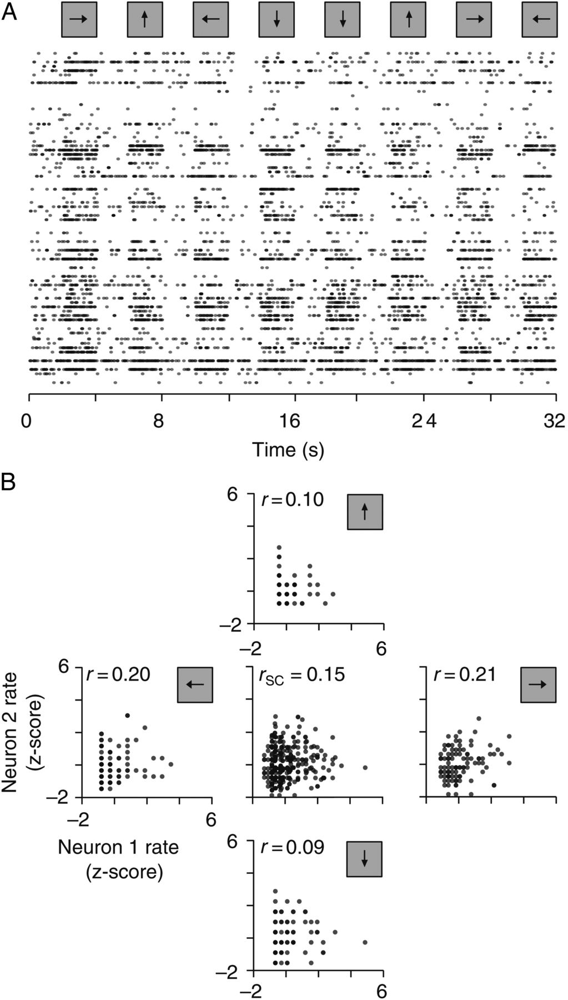 A
0 8 16 24 32
Time (s)
B
6
r = 0.10
–2
–2 6
6
r = 0.20
rSC = 0.15
r = 0.21
Neuron 2 rate
(z-score)
–2
–2 6
Neuron 1 rate
(z-score)
6
r = 0.09
–2
–2 6